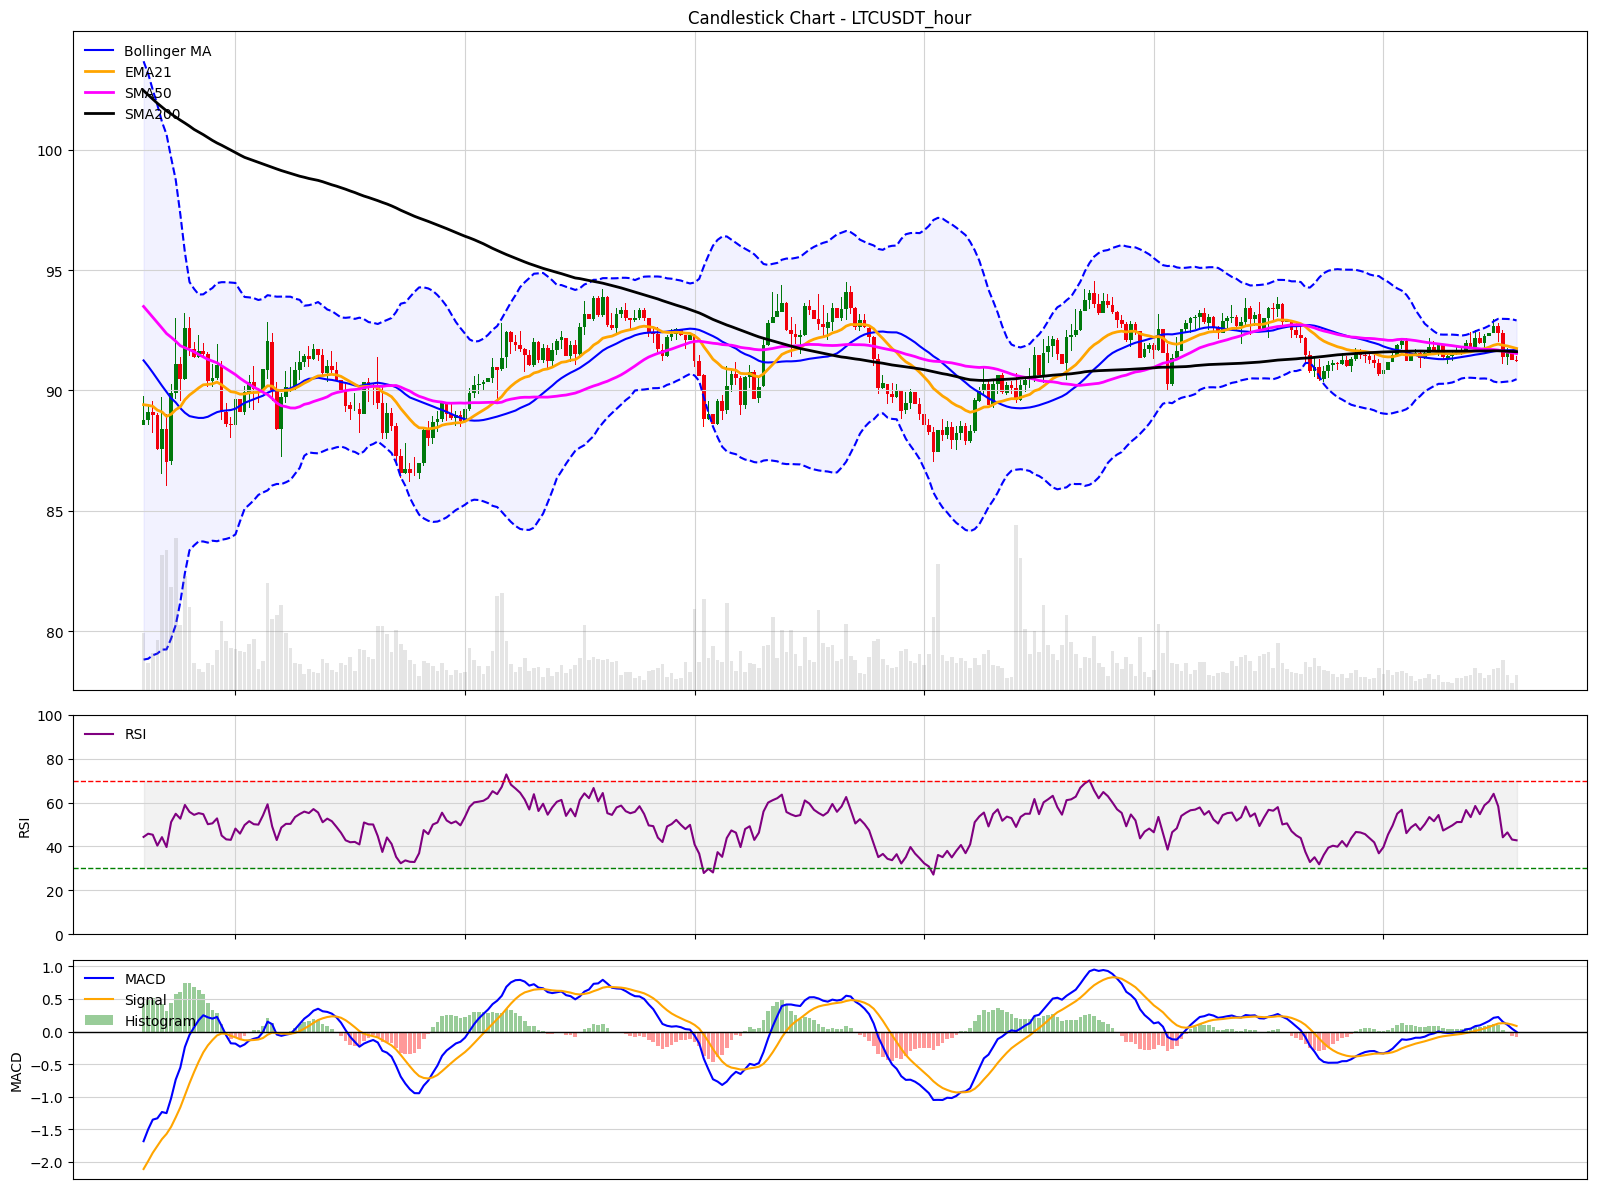 Candlestick Chart - LTCUSDT_hour
Bollinger MA
EMA21
SMA50
SMA200
100
95
90
85
80
RSI
100
80
60
40
20
0
RSI
MACD
Signal
Histogram
1.0
0.5
0.0
−0.5
−1.0
−1.5
−2.0
MACD